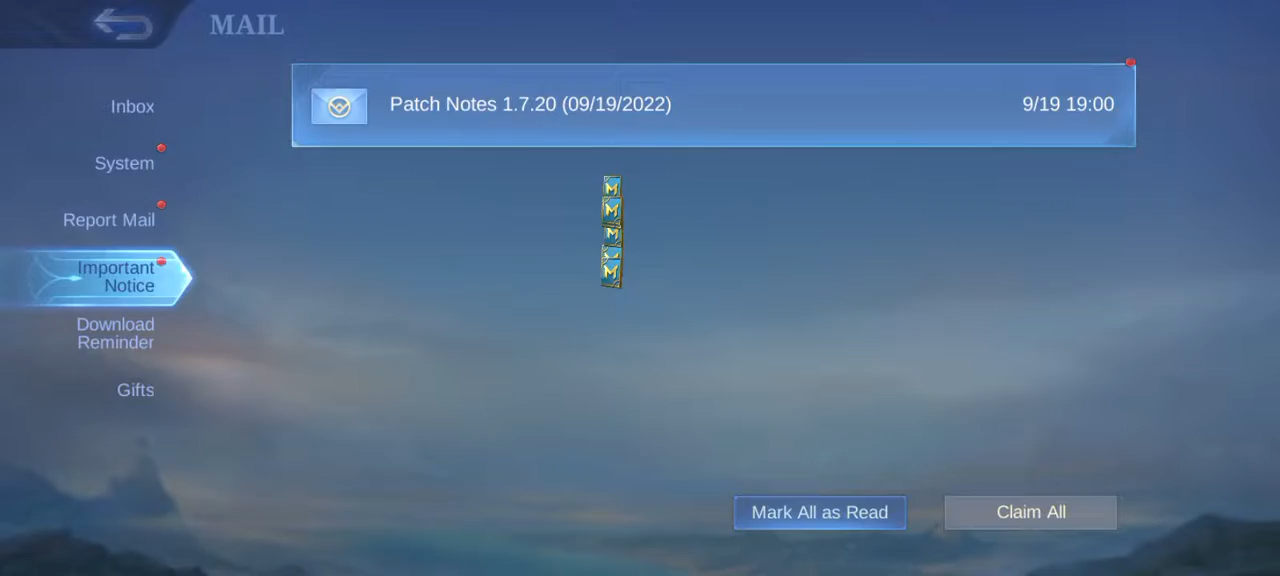 MAIL
Patch Notes 1.7.20 (09/19/2022)
9/19 19:00
Inbox
System
Report Mail
Important
Notice
Download
Reminder
Gifts
Mark All as Read
Claim All
M
M
M
M